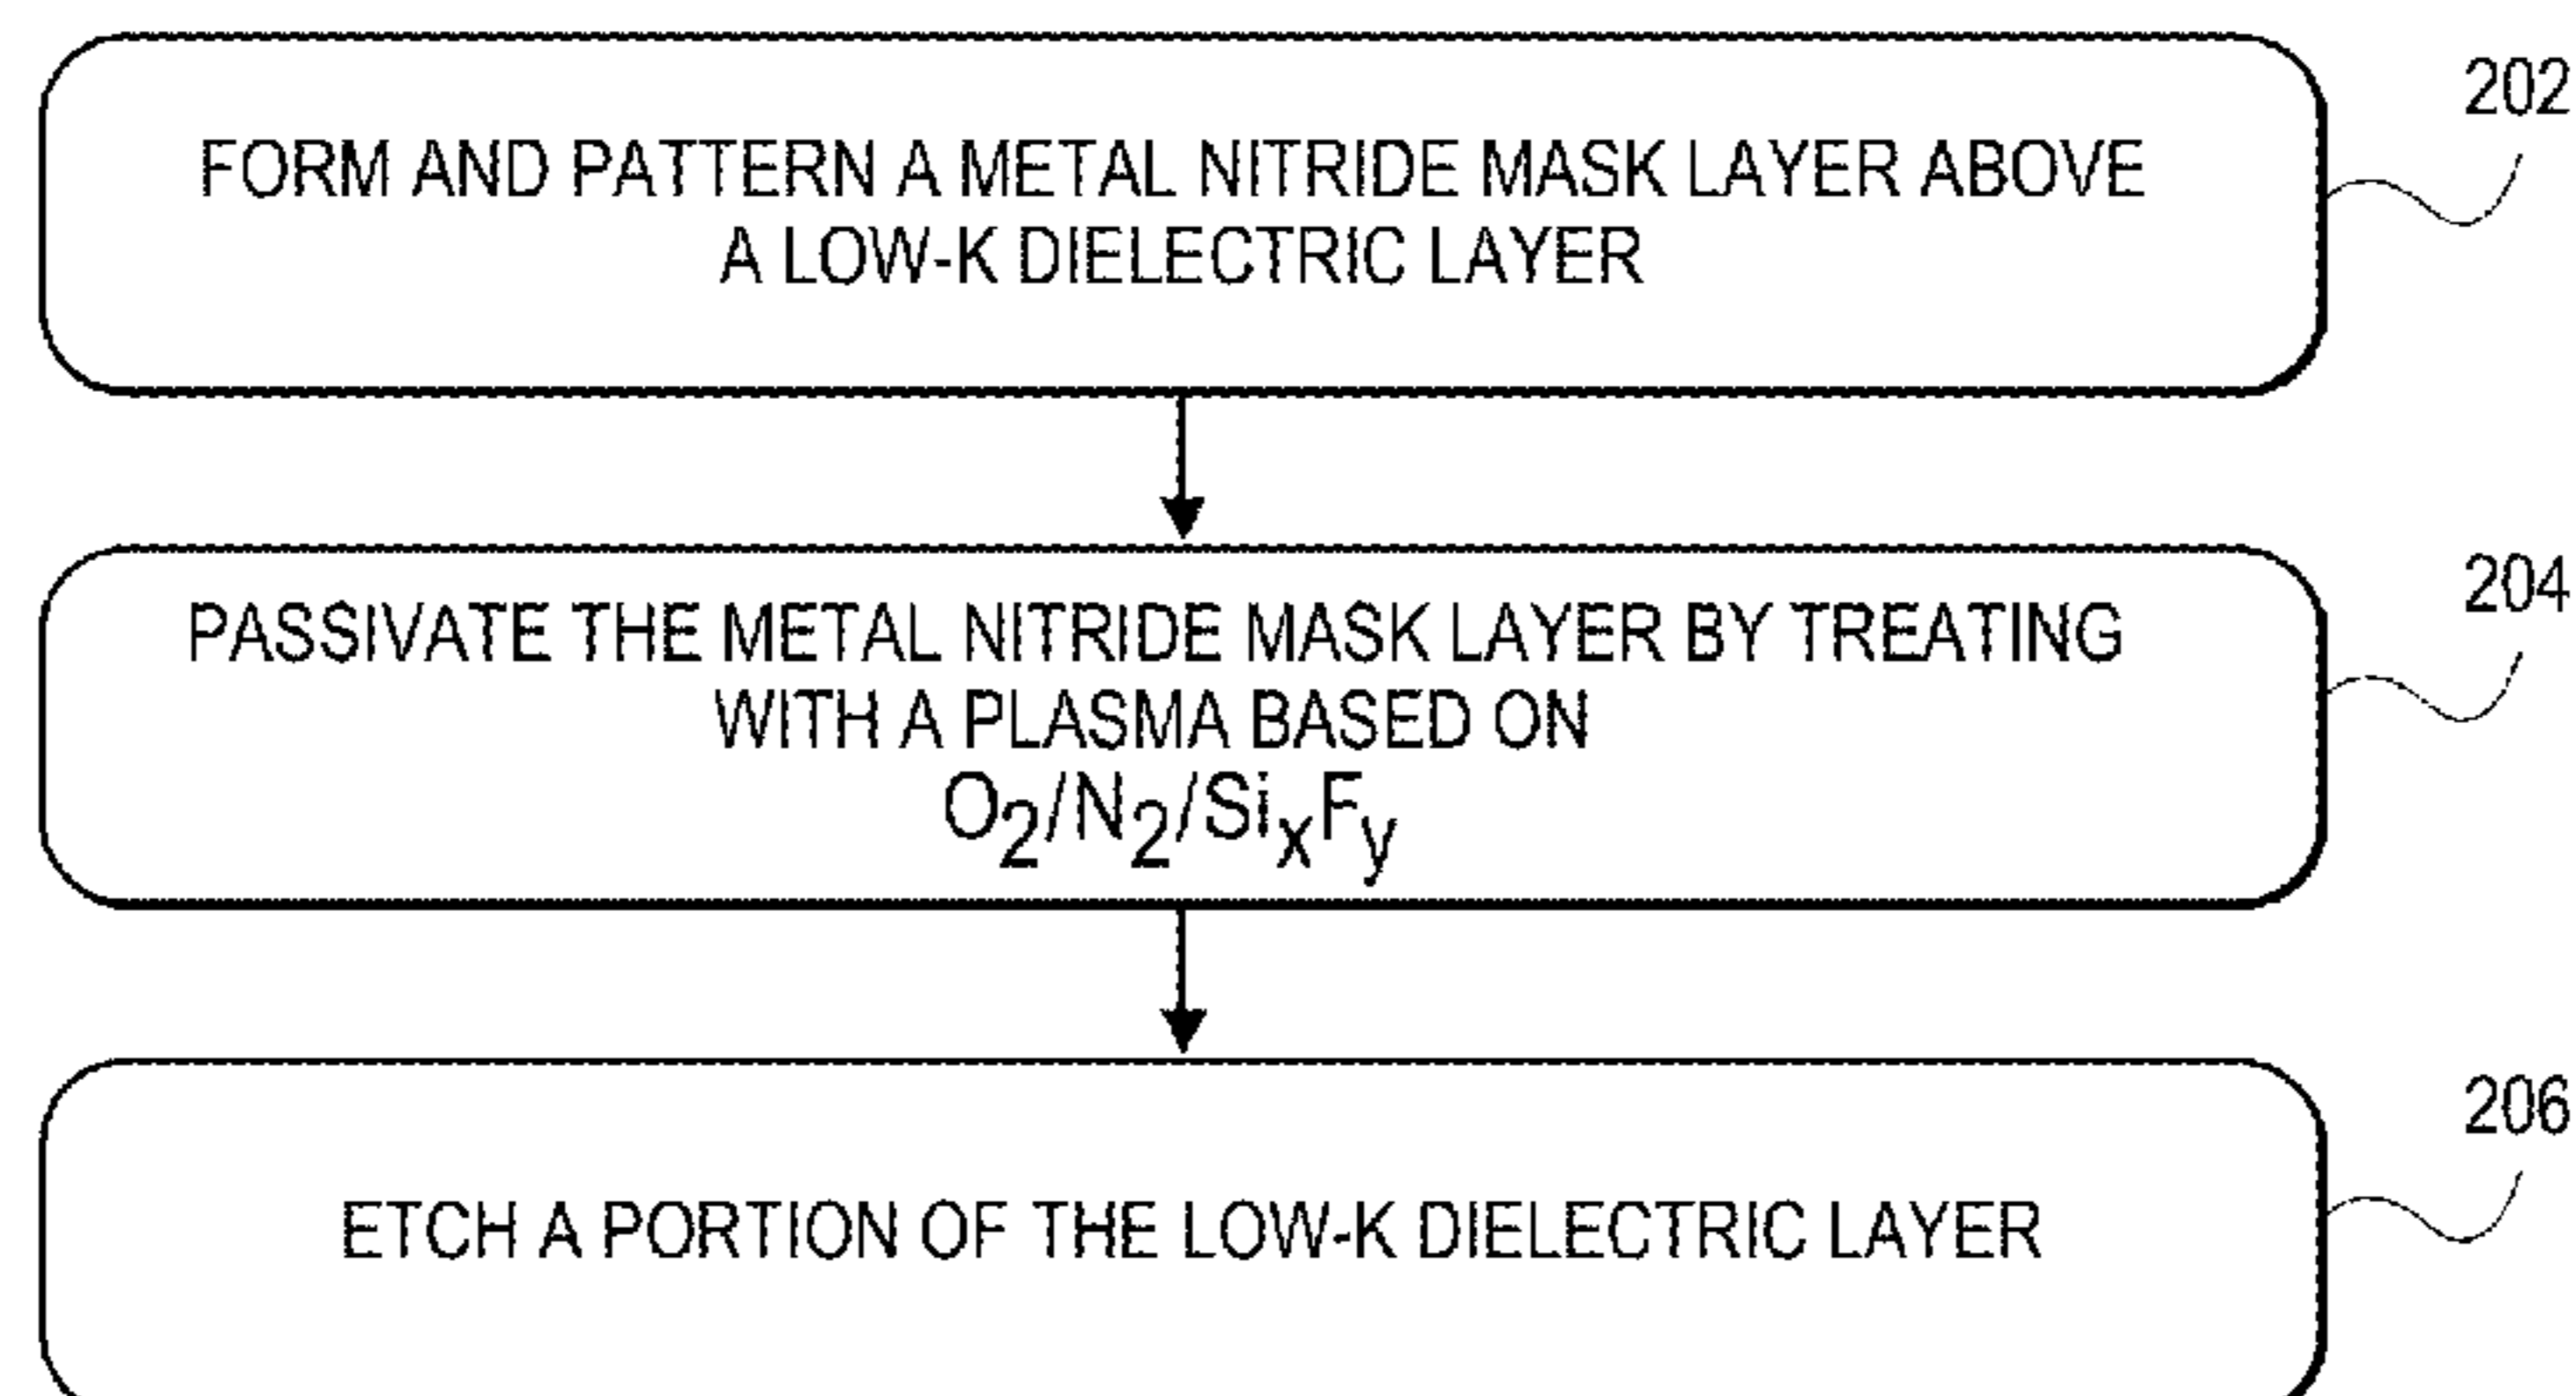 202
FORM AND PATTERN A METAL NITRIDE MASK LAYER ABOVE
A LOW-K DIELECTRIC LAYER
204
PASSIVATE THE METAL NITRIDE MASK LAYER BY TREATING
WITH A PLASMA BASED ON
O₂/N₂/SiₓFᵧ
206
ETCH A PORTION OF THE LOW-K DIELECTRIC LAYER